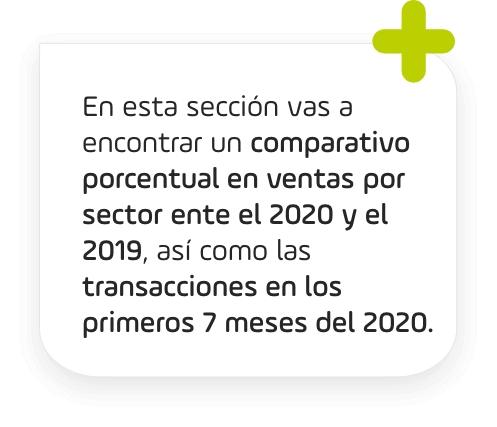 En esta sección vas a
encontrar un comparativo
porcentual en ventas por
sector ente el 2020 y el
2019, así como las
transacciones en los
primeros 7 meses del 2020.